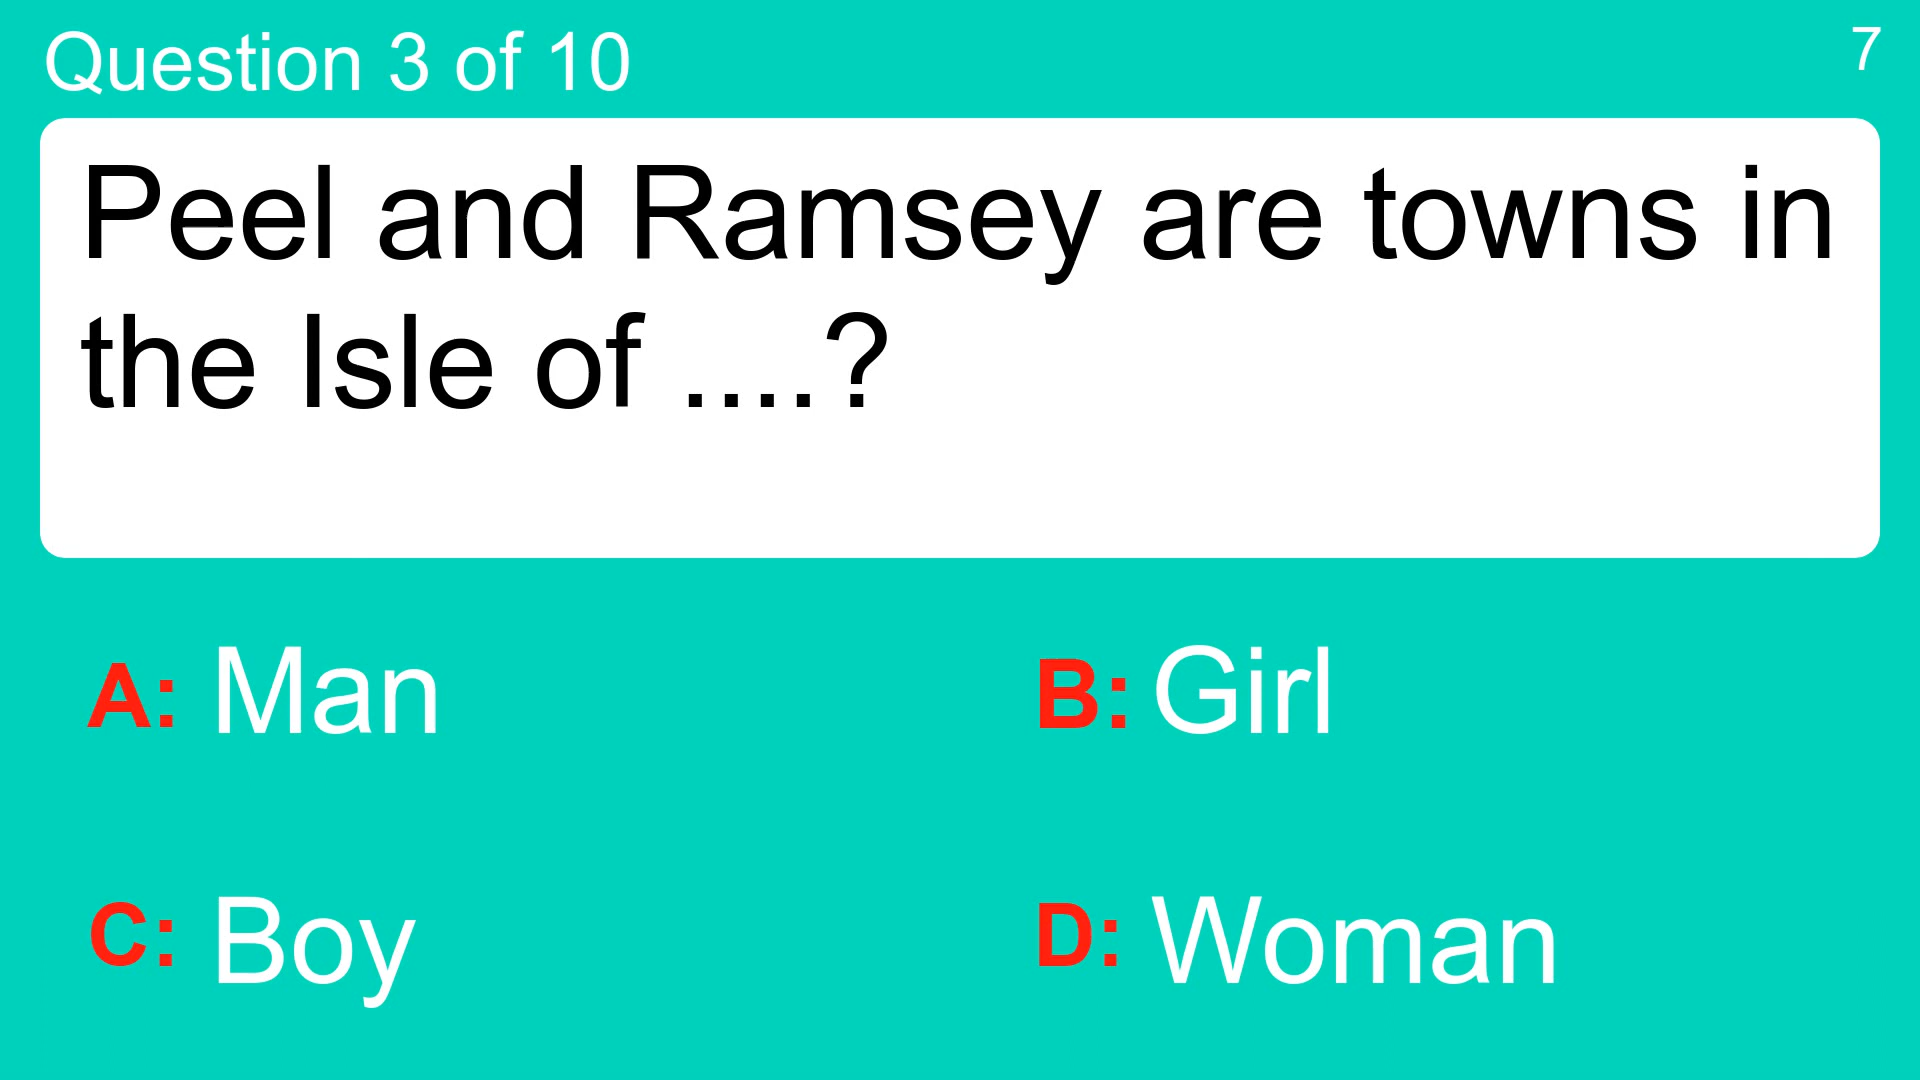 Question 3 of 10
7
Peel and Ramsey are towns in
the Isle of ....?
A: Man
B: Girl
C: Boy
D: Woman